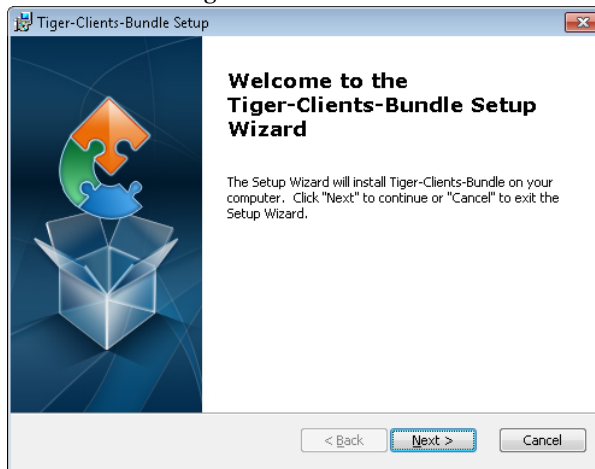 Tiger-Clients-Bundle Setup
Welcome to the
Tiger-Clients-Bundle Setup
Wizard
The Setup Wizard will install Tiger-Clients-Bundle on your
computer. Click "Next" to continue or "Cancel" to exit the
Setup Wizard.
< Back Next > Cancel